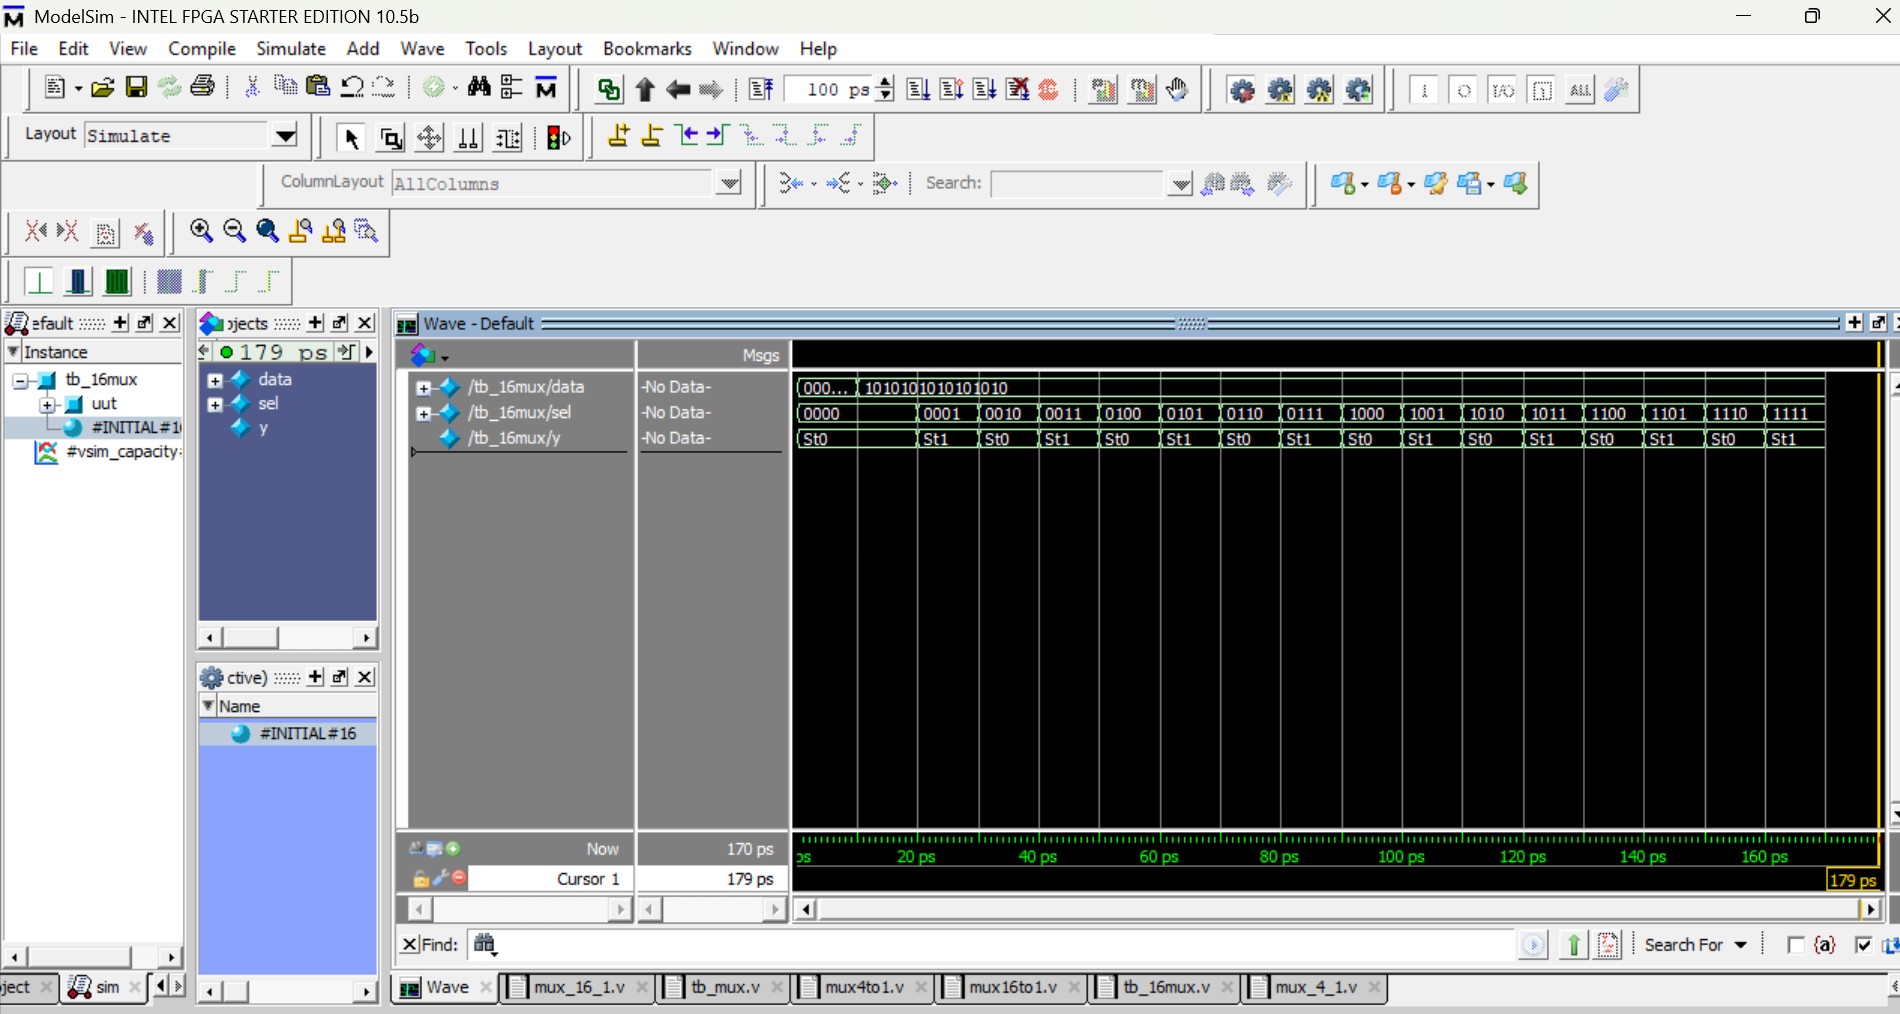 ModelSim - INTEL FPGA STARTER EDITION 10.5b
File Edit View Compile Simulate Add Wave Tools Layout Bookmarks Window Help
100 ps
ALL
Layout Simulate
ColumnLayout AllColumns
Search:
efault
Instance
tb_16mux
uut
#INITIAL#1
#vsim_capacity
jects
179 ps
data
sel
y
ctive)
Name
#INITIAL#16
Wave - Default
Msgs
/tb_16mux/data -No Data- 000... 1010101010101010
/tb_16mux/sel -No Data- 0000 0001 0010 0011 0100 0101 0110 0111 1000 1001 1010 1011 1100 1101 1110 1111
/tb_16mux/y -No Data- St0 St1 St0 St1 St0 St1 St0 St1 St0 St1 St0 St1 St0 St1 St0 St1
Now 170 ps ps 20 ps 40 ps 60 ps 80 ps 100 ps 120 ps 140 ps 160 ps
Cursor 1 179 ps 179 ps
Find: Search For {a}
ject sim Wave mux_16_1.v tb_mux.v mux4to1.v mux16to1.v tb_16mux.v mux_4_1.v